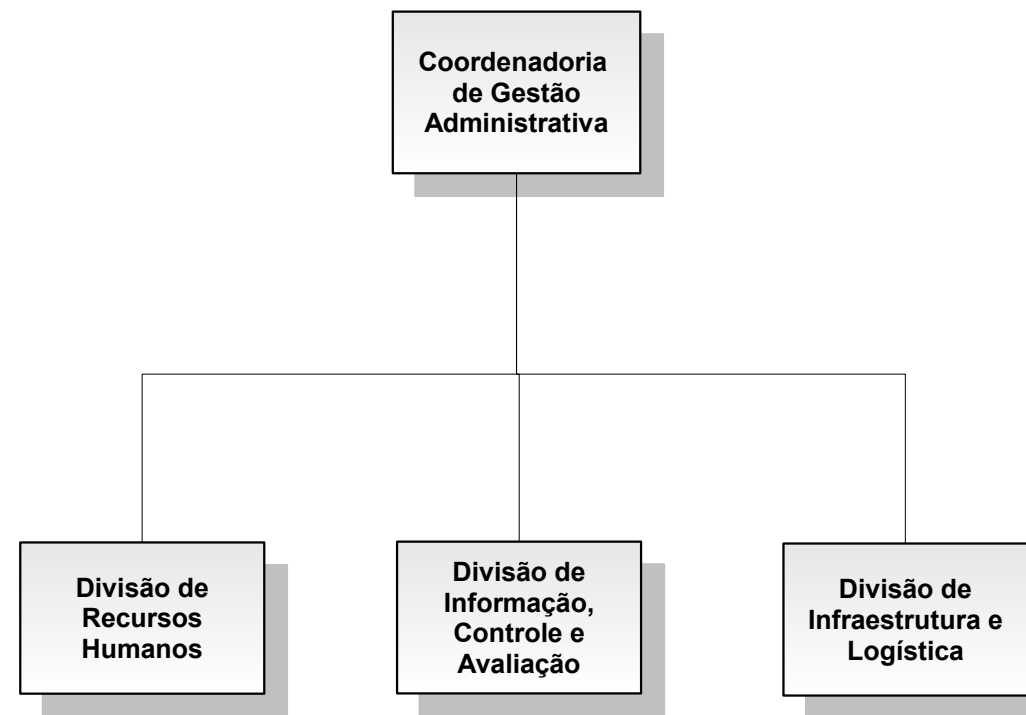 Coordenadoria
de Gestão
Administrativa
Divisão de
Recursos
Humanos
Divisão de
Informação,
Controle e
Avaliação
Divisão de
Infraestrutura e
Logística